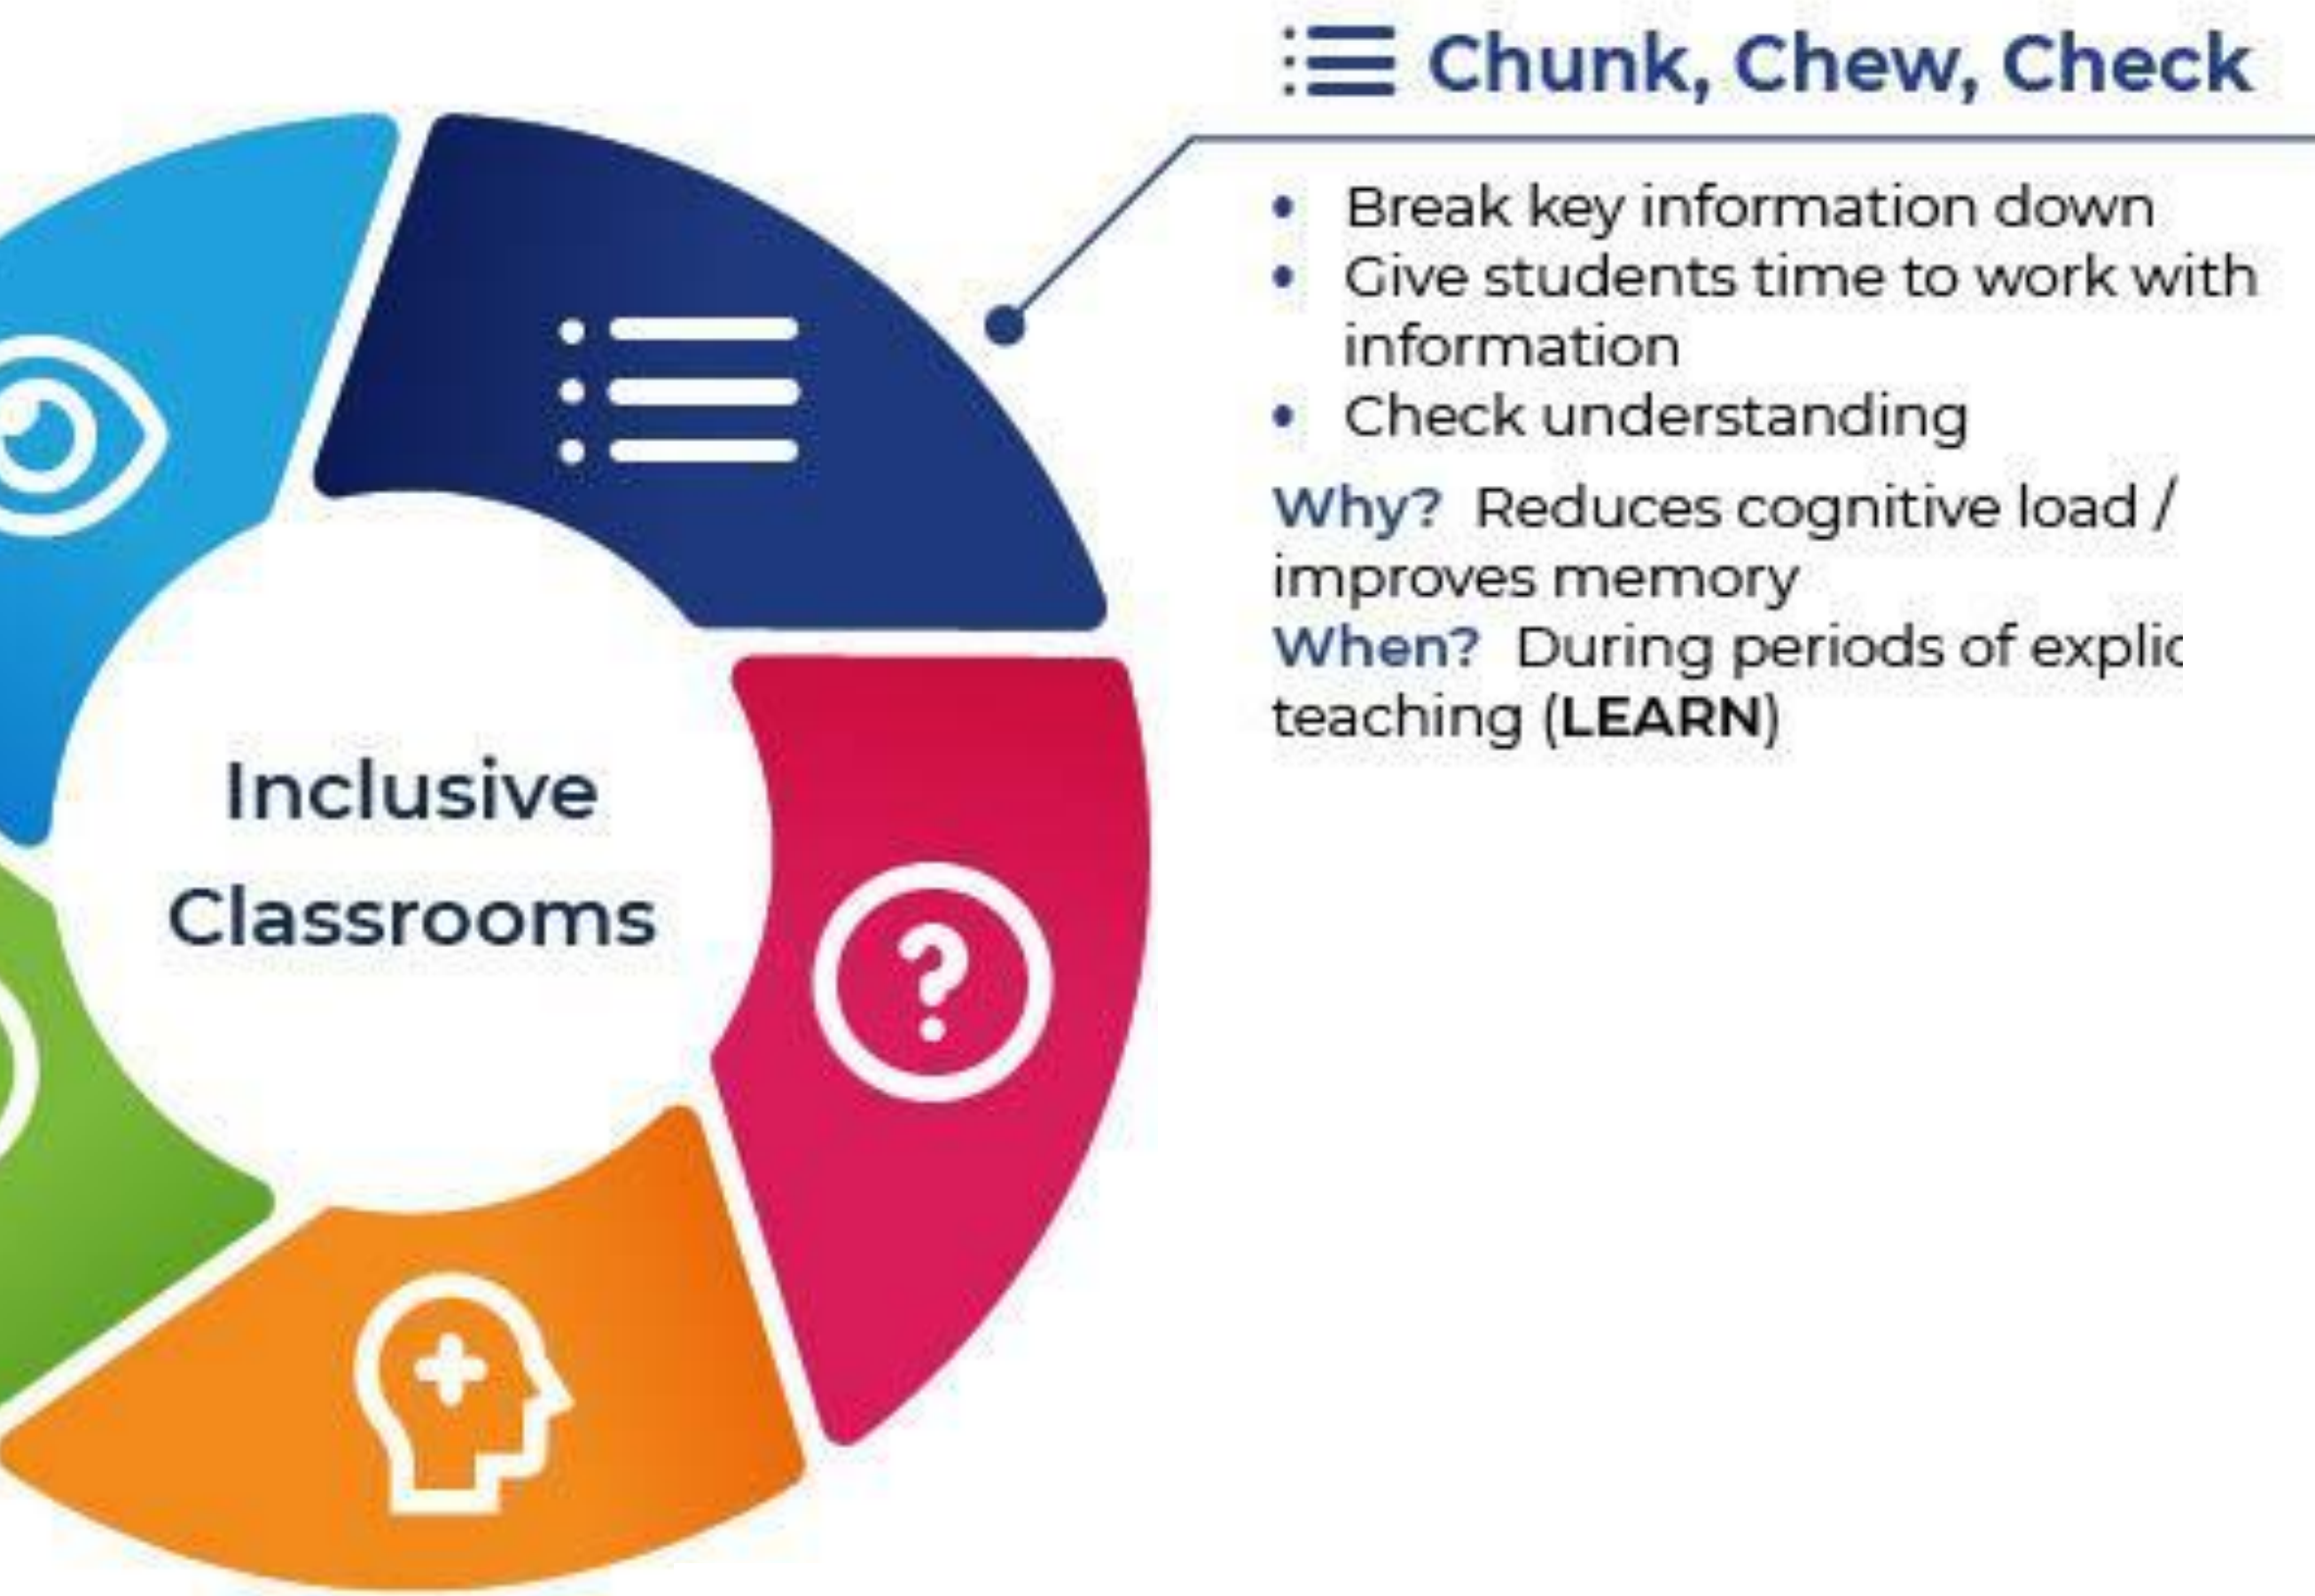 Chunk, Chew, Check
• Break key information down
• Give students time to work with
information
• Check understanding
Why? Reduces cognitive load /
improves memory
When? During periods of explic
teaching (LEARN)
Inclusive
Classrooms
?